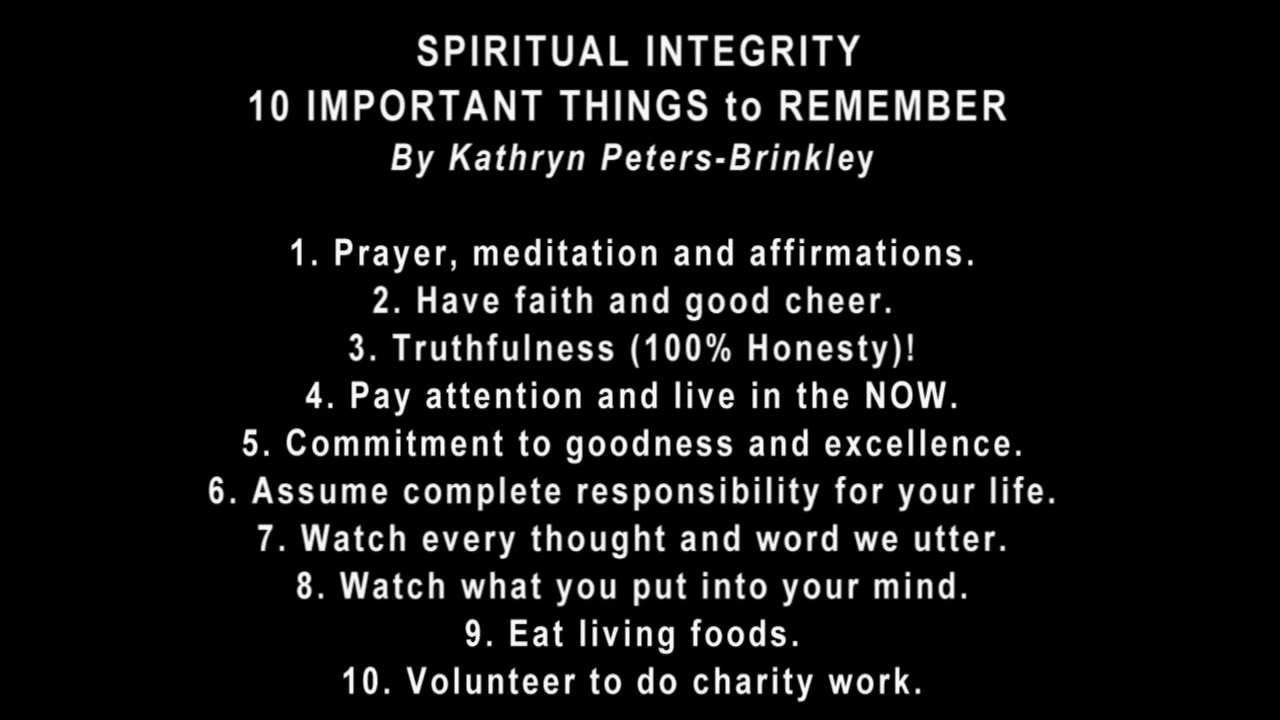 SPIRITUAL INTEGRITY
10 IMPORTANT THINGS to REMEMBER
By Kathryn Peters-Brinkley
1. Prayer, meditation and affirmations.
2. Have faith and good cheer.
3. Truthfulness (100% Honesty)!
4. Pay attention and live in the NOW.
5. Commitment to goodness and excellence.
6. Assume complete responsibility for your life.
7. Watch every thought and word we utter.
8. Watch what you put into your mind.
9. Eat living foods.
10. Volunteer to do charity work.